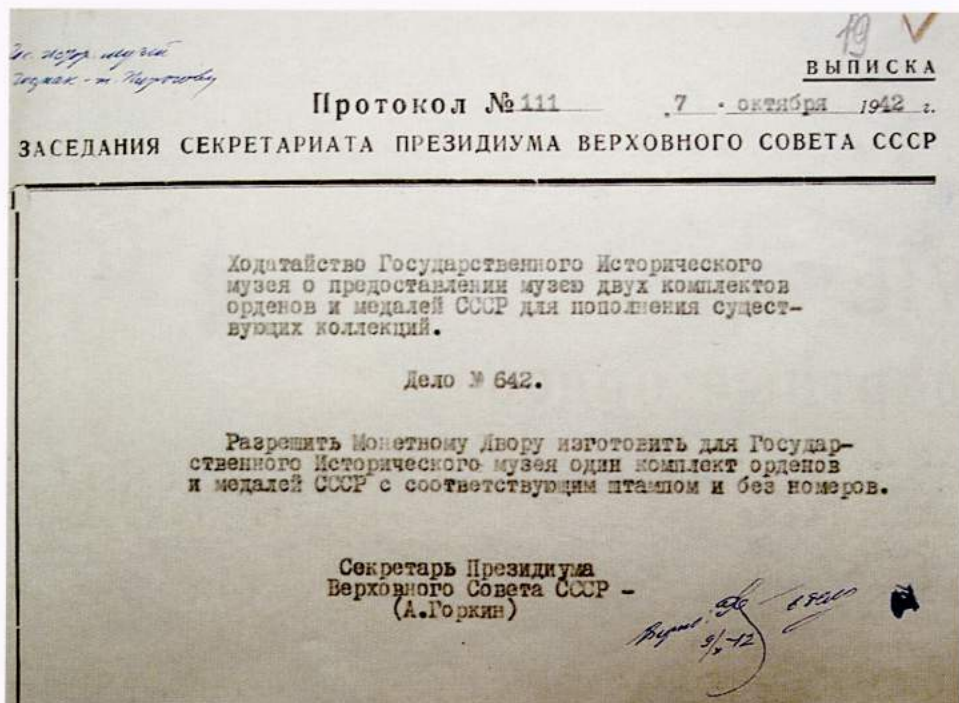 19
Гос. истор. музей
ВЫПИСКА
Протокол № 111 „ 7 " октября 1942 г.
ЗАСЕДАНИЯ СЕКРЕТАРИАТА ПРЕЗИДИУМА ВЕРХОВНОГО СОВЕТА СССР
Ходатайство Государственного Исторического
музея о предоставлении музею двух комплектов
орденов и медалей СССР для пополнения сущест-
вующих коллекций.
Дело № 642.
Разрешить Монетному Двору изготовить для Государ-
ственного Исторического музея один комплект орденов
и медалей СССР с соответствующим штампом и без номеров.
Секретарь Президиума
Верховного Совета СССР -
(А.Горкин)